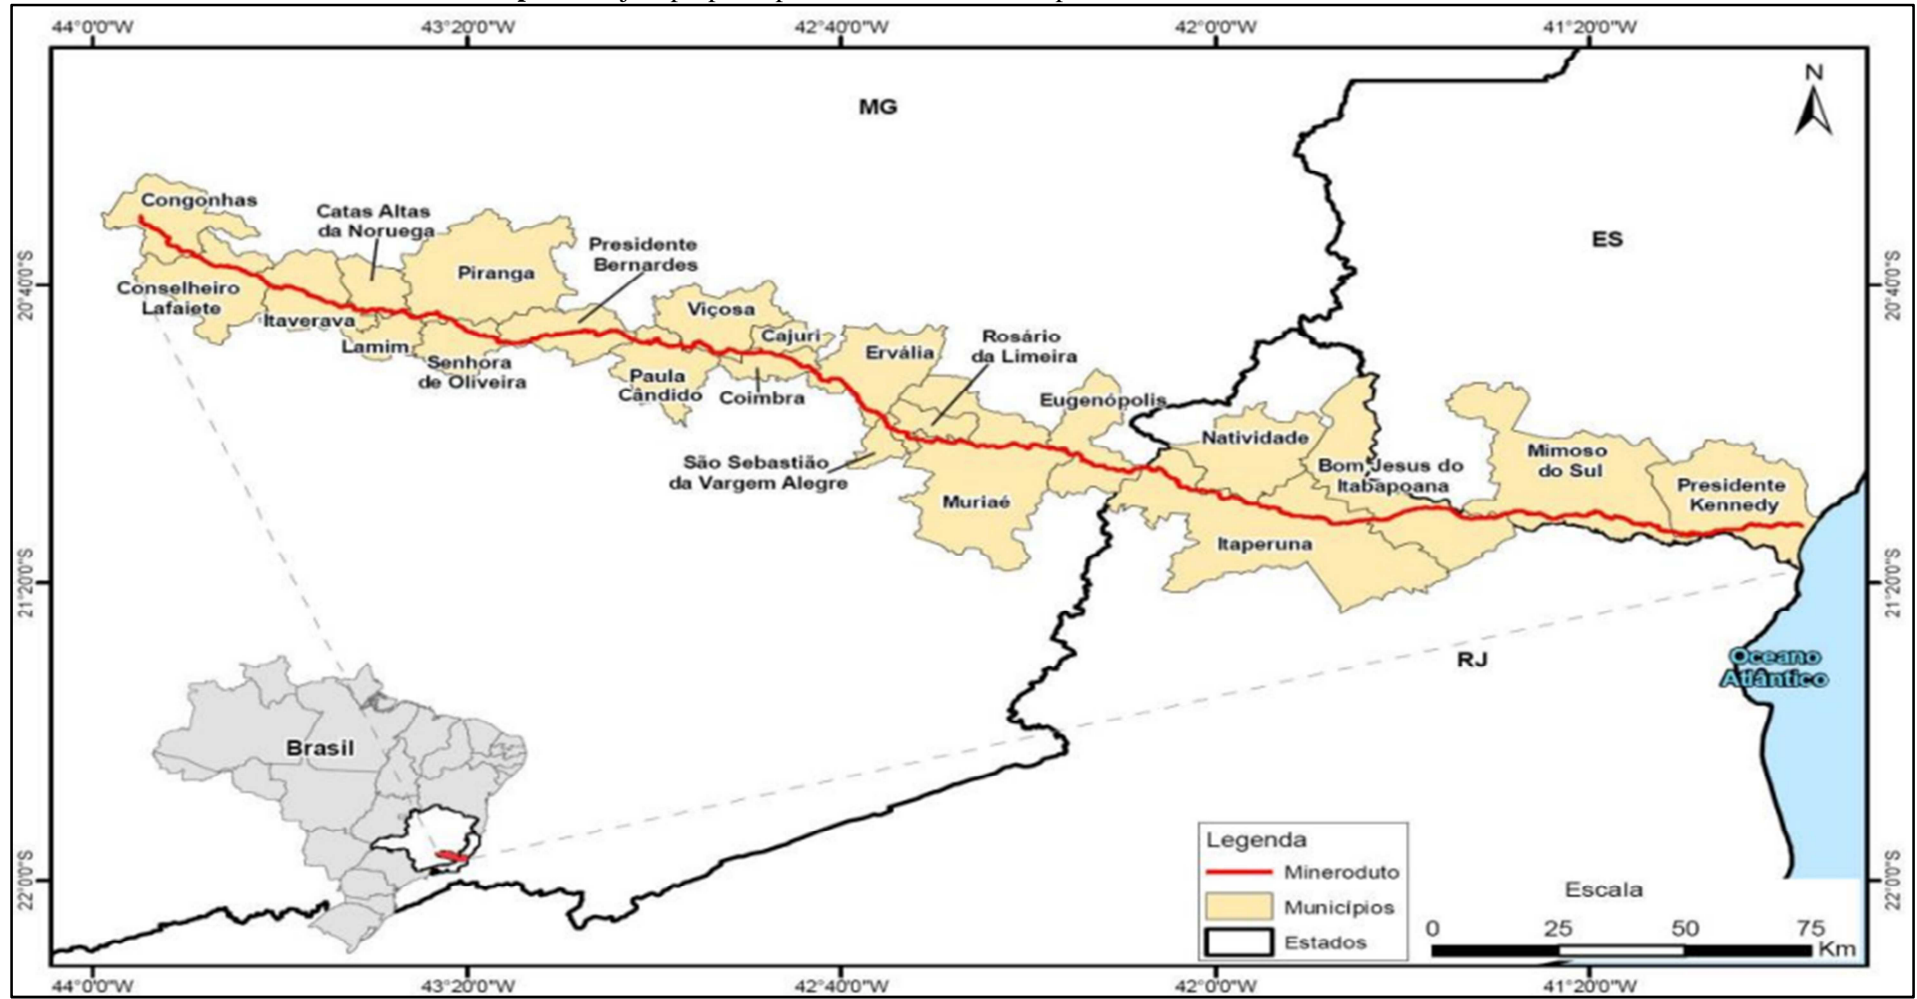 44°0'0"W 43°20'0"W 42°40'0"W 42°0'0"W 41°20'0"W
N
MG
ES
Congonhas
Catas Altas
da Noruega
Presidente
Bernardes
Piranga
20°40'0"S
20°40'0"S
Conselheiro
Lafaiete
Itaverava
Lamim
Senhora
de Oliveira
Viçosa
Cajuri
Ervália
Rosário
da Limeira
Paula
Cândido
Coimbra
Eugenópolis
São Sebastião
da Vargem Alegre
Muriaé
Natividade
Bom Jesus do
Itabapoana
Mimoso
do Sul
Presidente
Kennedy
Itaperuna
21°20'0"S
21°20'0"S
RJ
Oceano
Atlântico
Brasil
Legenda
Mineroduto
Municípios
Estados
Escala
0 25 50 75
Km
22°0'0"S
22°0'0"S
44°0'0"W 43°20'0"W 42°40'0"W 42°0'0"W 41°20'0"W